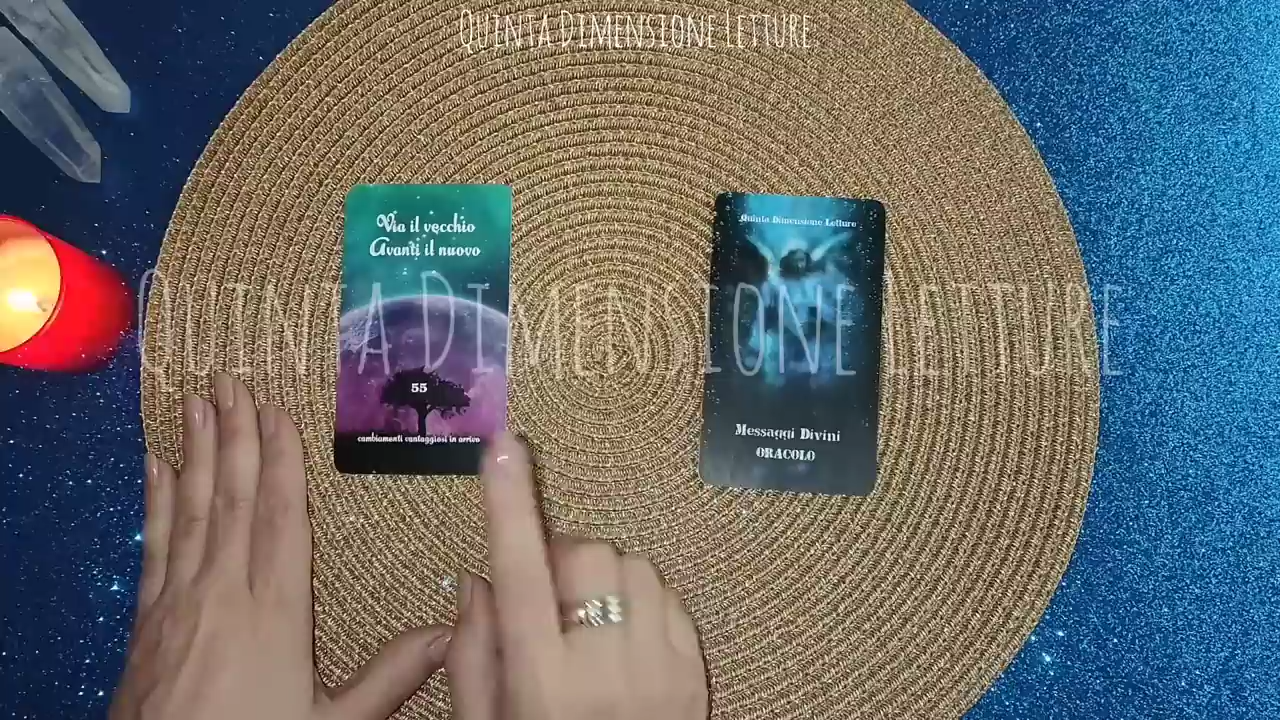 Quinta Dimensione Letture
Via il vecchio
Avanti il nuovo
55
cambiamenti vantaggiosi in arrivo
Quinta Dimensione Letture
Messaggi Divini
ORACOLO
Quinta Dimensione Letture